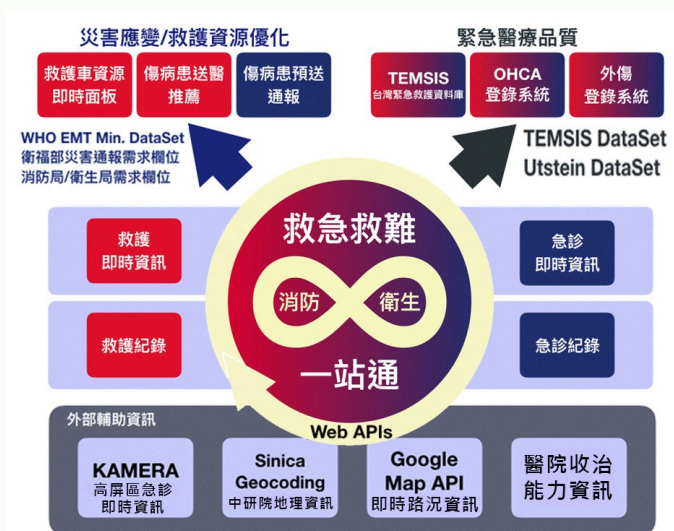 災害應變/救護資源優化
緊急醫療品質
救護車資源
即時面板
傷病患送醫
推薦
傷病患預送
通報
TEMSIS
台灣緊急救護資料庫
OHCA
登錄系統
外傷
登錄系統
WHO EMT Min. DataSet
衛福部災害通報需求欄位
消防局/衛生局需求欄位
TEMSIS DataSet
Utstein DataSet
救急救難
消防
衛生
一站通
救護
即時資訊
急診
即時資訊
救護紀錄
急診紀錄
外部輔助資訊
Web APIs
KAMERA
高屏區急診
即時資訊
Sinica
Geocoding
中研院地理資訊
Google
Map API
即時路況資訊
醫院收治
能力資訊